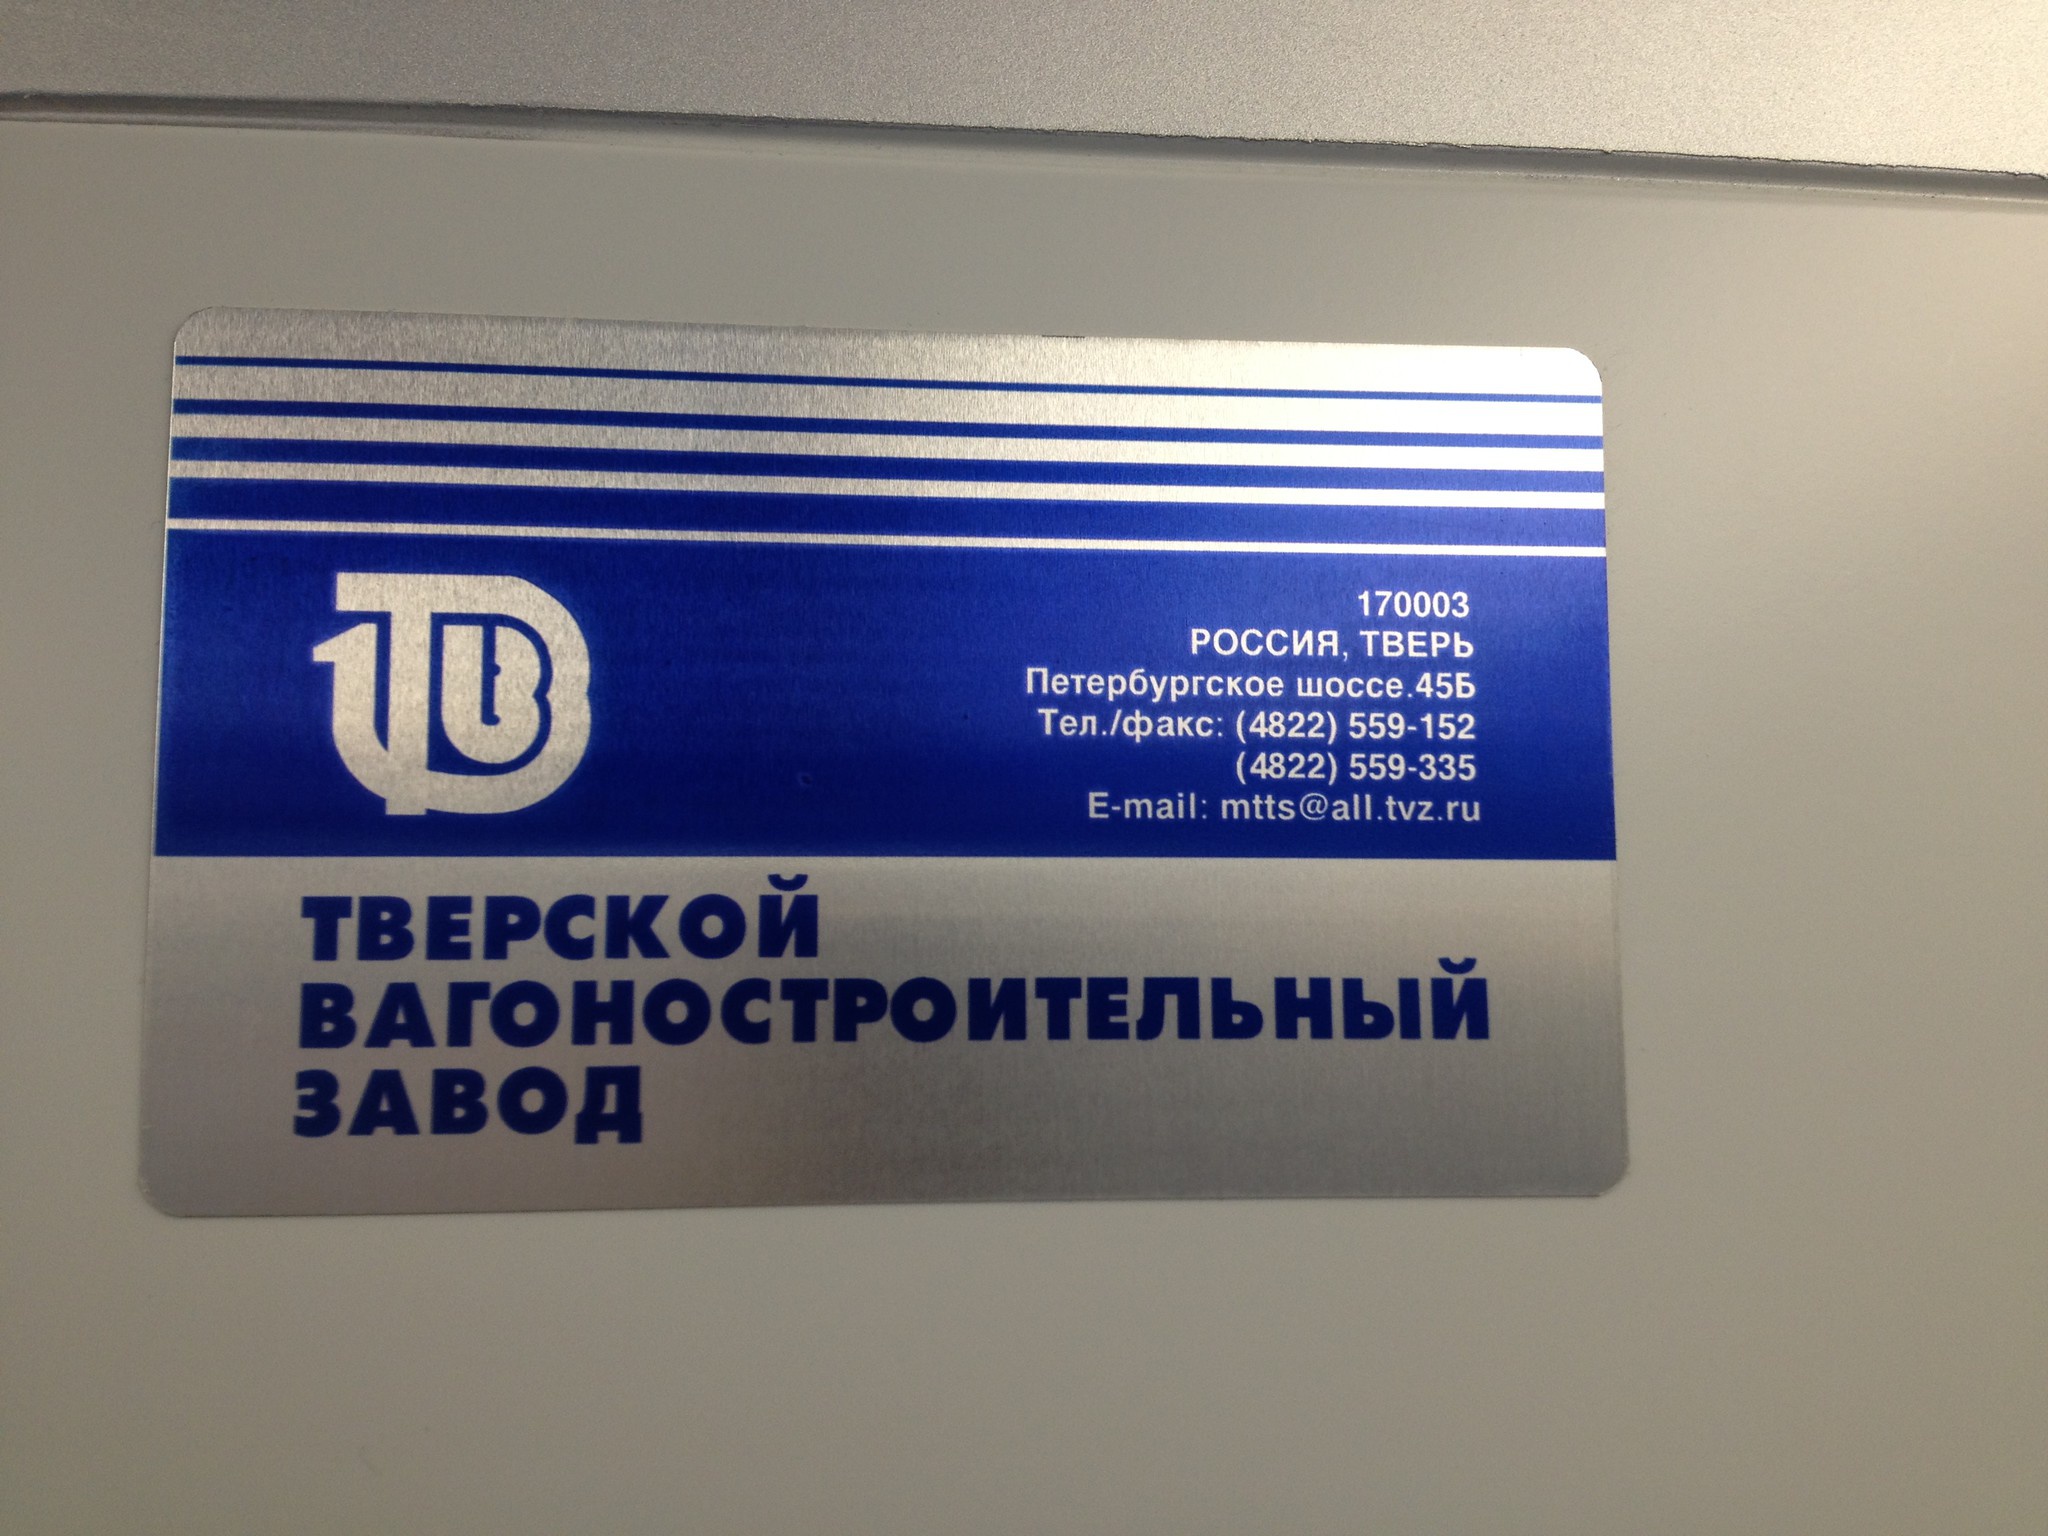 170003
РОССИЯ, ТВЕРЬ
Петербургское шоссе.45Б
Тел./факс: (4822) 559-152
(4822) 559-335
E-mail: mtts@all.tvz.ru
ТВЕРСКОЙ
ВАГОНОСТРОИТЕЛЬНЫЙ
ЗАВОД